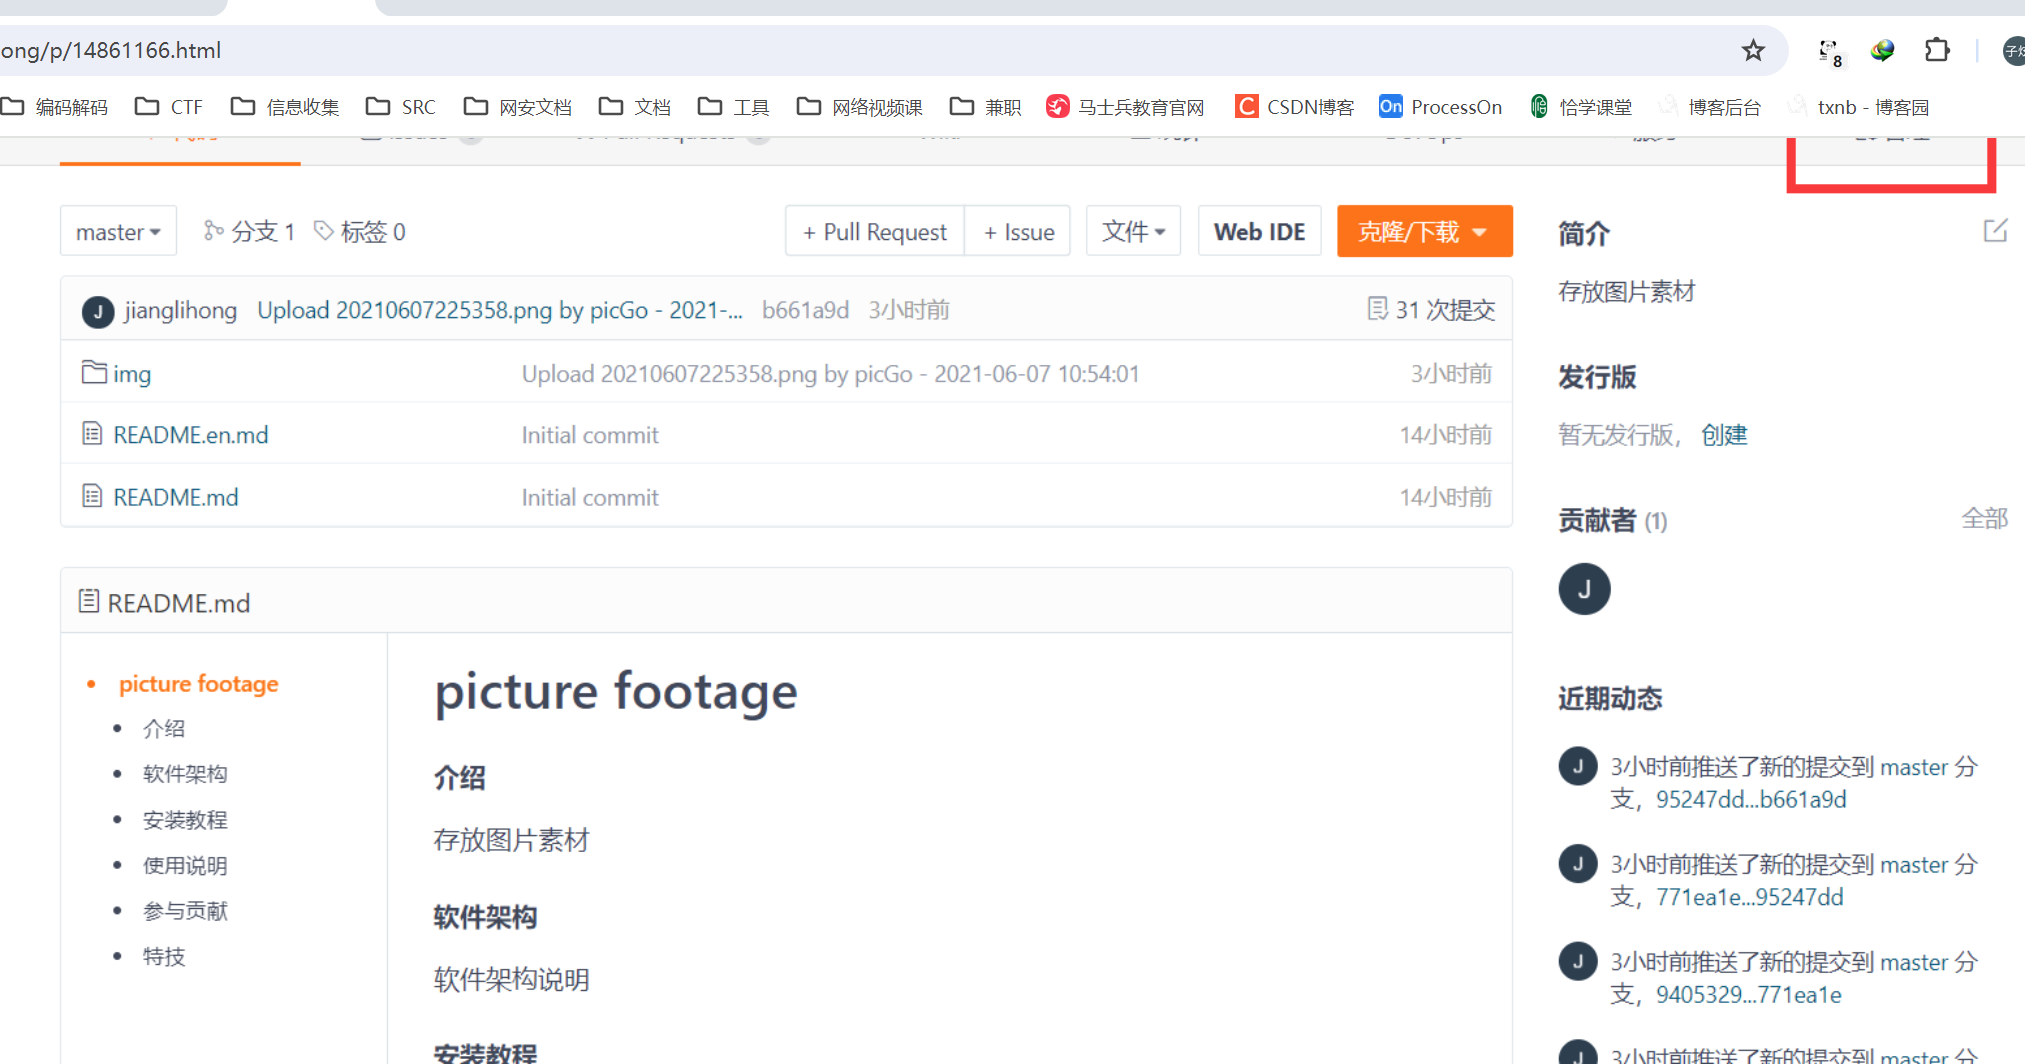 ong/p/14861166.html
8
子炫
编码解码 CTF 信息收集 SRC 网安文档 文档 工具 网络视频课 兼职 马士兵教育官网 C CSDN博客 On ProcessOn 恰学课堂 博客后台 txnb - 博客园
master 分支 1 标签 0 + Pull Request + Issue 文件 Web IDE 克隆/下载
简介
存放图片素材
J jianglihong Upload 20210607225358.png by picGo - 2021-... b661a9d 3小时前 31 次提交
img Upload 20210607225358.png by picGo - 2021-06-07 10:54:01 3小时前
README.en.md Initial commit 14小时前
README.md Initial commit 14小时前
发行版
暂无发行版，创建
贡献者 (1) 全部
J
README.md
picture footage
介绍
软件架构
安装教程
使用说明
参与贡献
特技
picture footage
介绍
存放图片素材
软件架构
软件架构说明
安装教程
近期动态
J 3小时前推送了新的提交到 master 分
支，95247dd...b661a9d
J 3小时前推送了新的提交到 master 分
支，771ea1e...95247dd
J 3小时前推送了新的提交到 master 分
支，9405329...771ea1e
J 3小时前推送了新的提交到 master 分